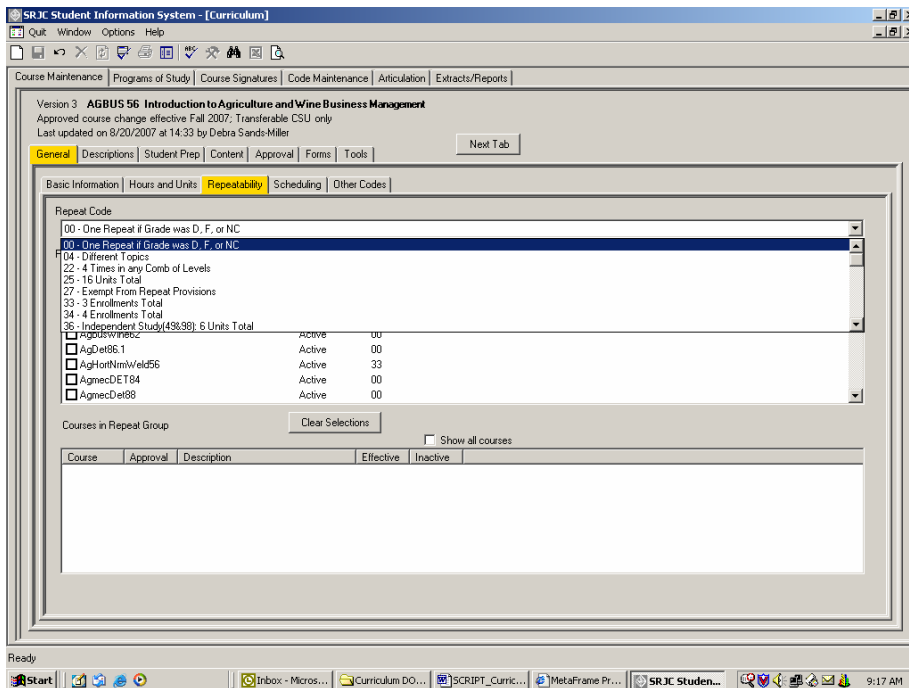 SRJC Student Information System - [Curriculum]
Quit Window Options Help
Course Maintenance Programs of Study Course Signatures Code Maintenance Articulation Extracts/Reports
Version 3 AGBUS 56 Introduction to Agriculture and Wine Business Management
Approved course change effective Fall 2007; Transferable CSU only
Last updated on 8/20/2007 at 14:33 by Debra Sands-Miller
Next Tab
General Descriptions Student Prep Content Approval Forms Tools
Basic Information Hours and Units Repeatability Scheduling Other Codes
Repeat Code
00 - One Repeat if Grade was D, F, or NC
00 - One Repeat if Grade was D, F, or NC
04 - Different Topics
22 - 4 Times in any Comb of Levels
25 - 16 Units Total
27 - Exempt From Repeat Provisions
33 - 3 Enrollments Total
34 - 4 Enrollments Total
36 - Independent Study(49&98): 6 Units Total
AgbusWine62 Active 00
AgDet86.1 Active 00
AgHortNrmWeld56 Active 33
AgmecDET84 Active 00
AgmecDet88 Active 00
Courses in Repeat Group Clear Selections
Show all courses
Course Approval Description Effective Inactive
Ready
Start Inbox - Micros... Curriculum DO... SCRIPT_Curric... MetaFrame Pr... SRJC Studen... 9:17 AM